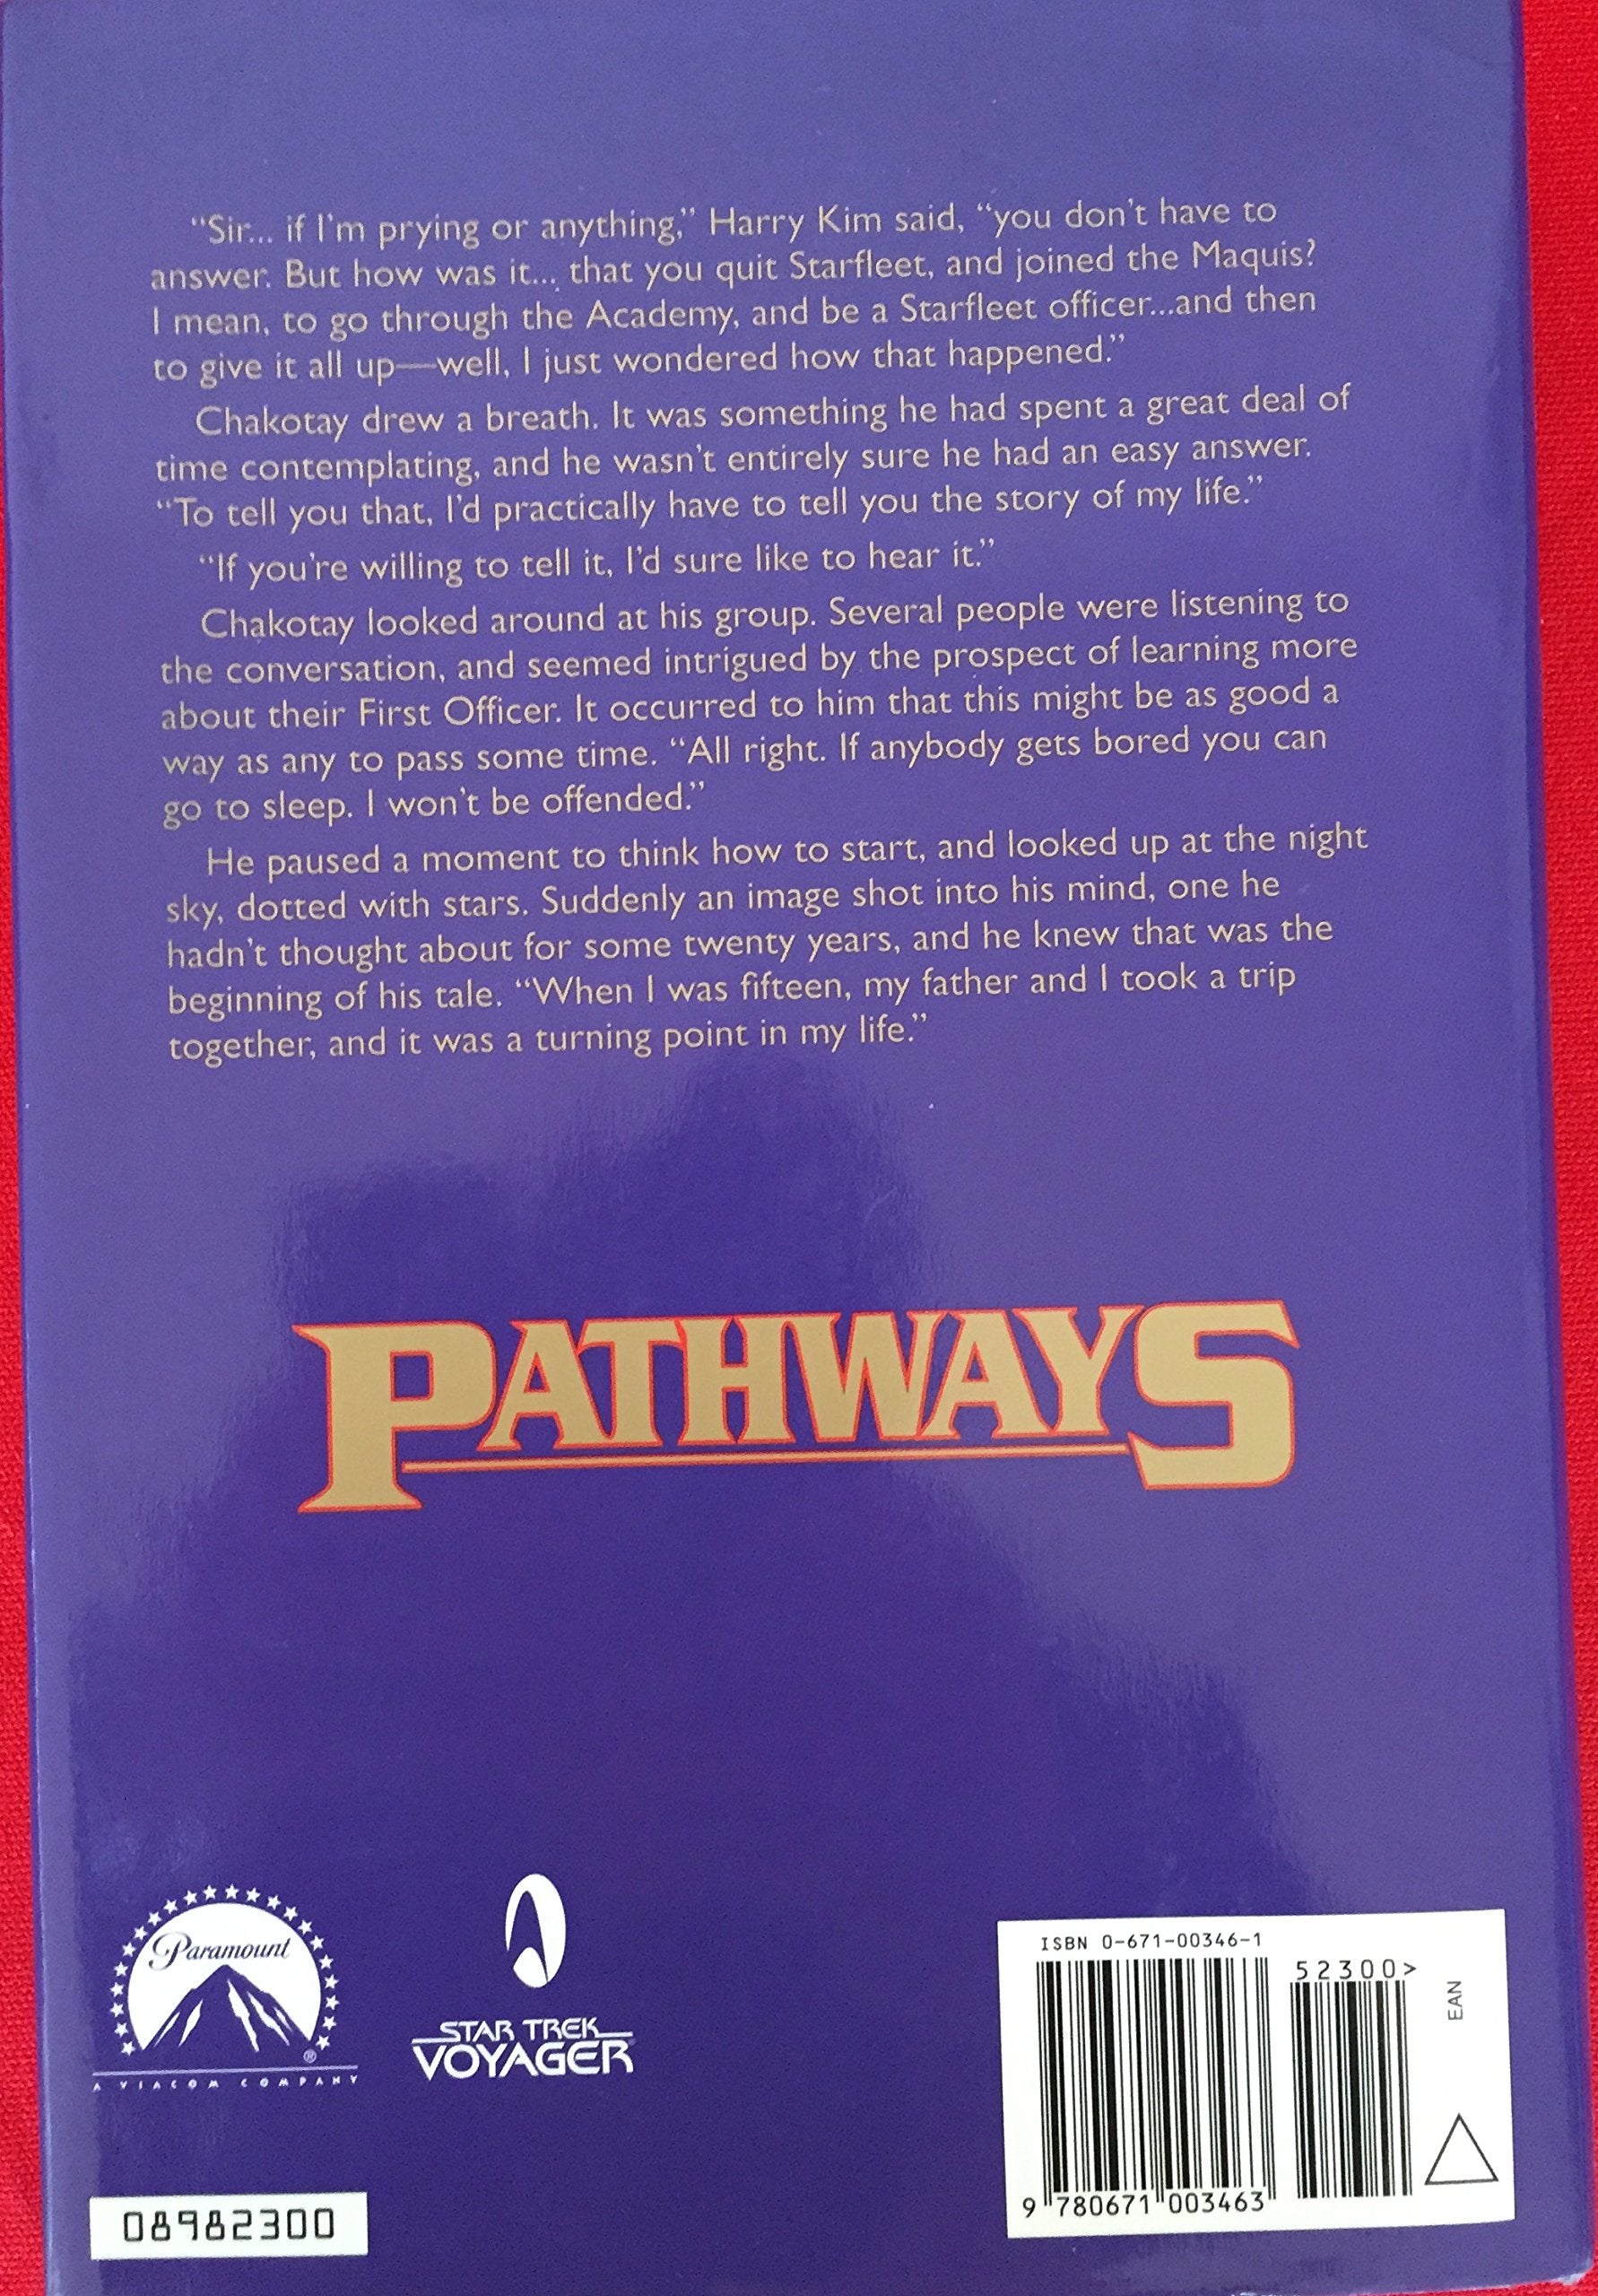 “Sir... if I'm prying or anything,” Harry Kim said, “you don't have to
answer. But how was it... that you quit Starfleet, and joined the Maquis?
I mean, to go through the Academy, and be a Starfleet officer...and then
to give it all up—well, I just wondered how that happened.”
Chakotay drew a breath. It was something he had spent a great deal of
time contemplating, and he wasn't entirely sure he had an easy answer.
“To tell you that, I'd practically have to tell you the story of my life.”
“If you're willing to tell it, I'd sure like to hear it.”
Chakotay looked around at his group. Several people were listening to
the conversation, and seemed intrigued by the prospect of learning more
about their First Officer. It occurred to him that this might be as good a
way as any to pass some time. “All right. If anybody gets bored you can
go to sleep. I won't be offended.”
He paused a moment to think how to start, and looked up at the night
sky, dotted with stars. Suddenly an image shot into his mind, one he
hadn't thought about for some twenty years, and he knew that was the
beginning of his tale. “When I was fifteen, my father and I took a trip
together, and it was a turning point in my life.”
PATHWAYS
Paramount
®
A VIACOM COMPANY
STAR TREK
VOYAGER
ISBN 0-671-00346-1
52300>
EAN
9 780671 003463
08982300